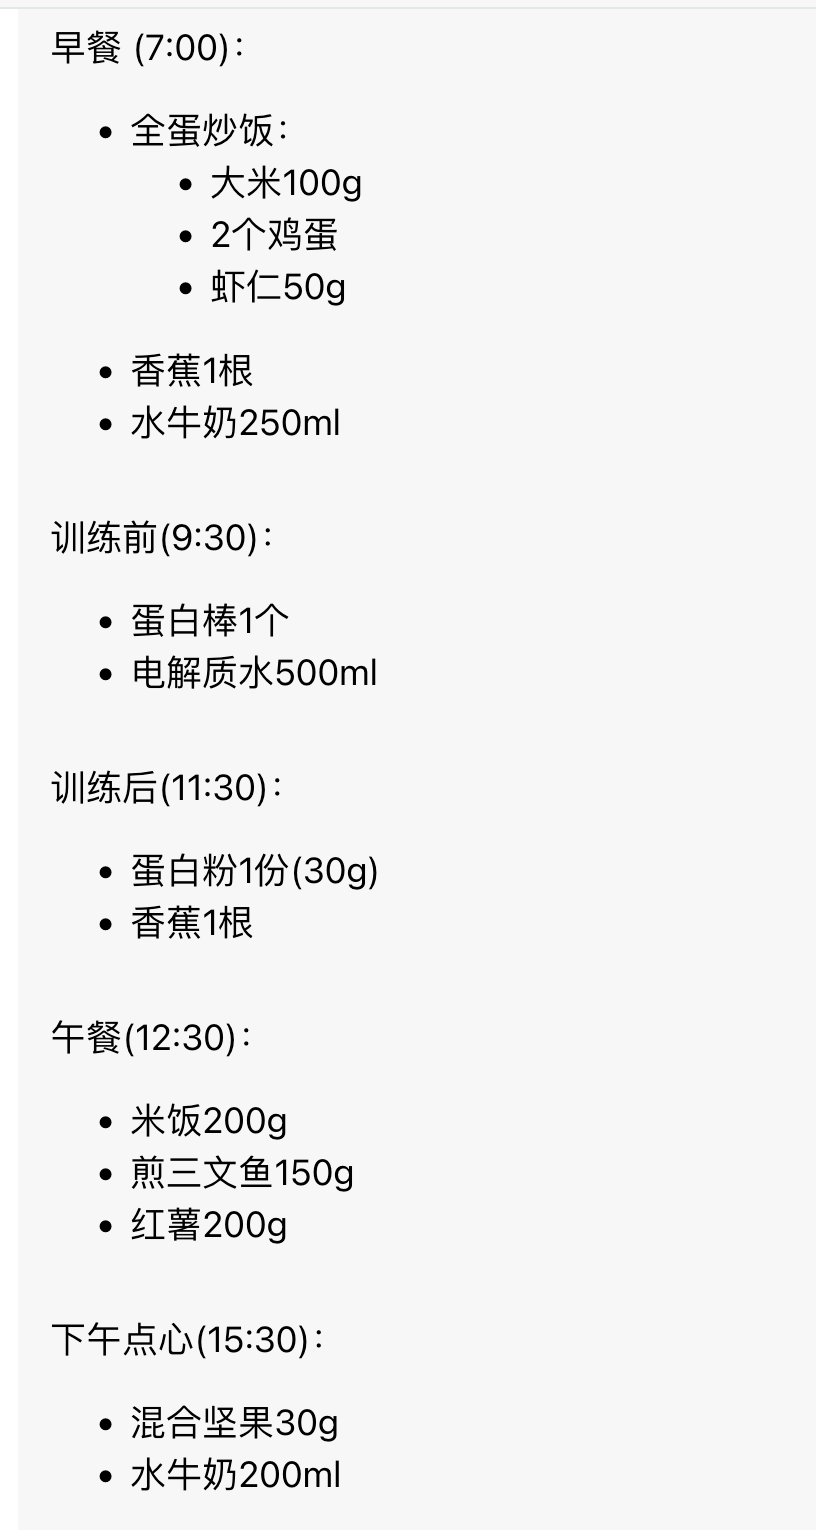 早餐 (7:00)：
• 全蛋炒饭：
• 大米100g
• 2个鸡蛋
• 虾仁50g
• 香蕉1根
• 水牛奶250ml
训练前(9:30)：
• 蛋白棒1个
• 电解质水500ml
训练后(11:30)：
• 蛋白粉1份(30g)
• 香蕉1根
午餐(12:30)：
• 米饭200g
• 煎三文鱼150g
• 红薯200g
下午点心(15:30)：
• 混合坚果30g
• 水牛奶200ml